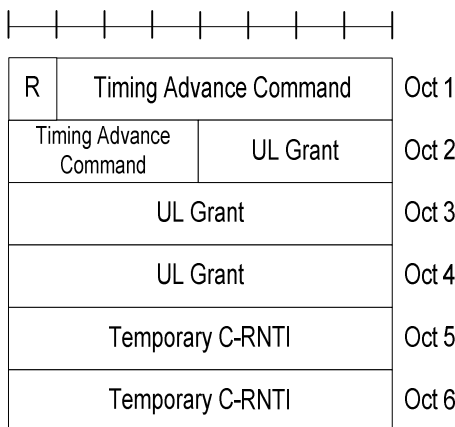 R Timing Advance Command Oct 1
Timing Advance
Command UL Grant Oct 2
UL Grant Oct 3
UL Grant Oct 4
Temporary C-RNTI Oct 5
Temporary C-RNTI Oct 6